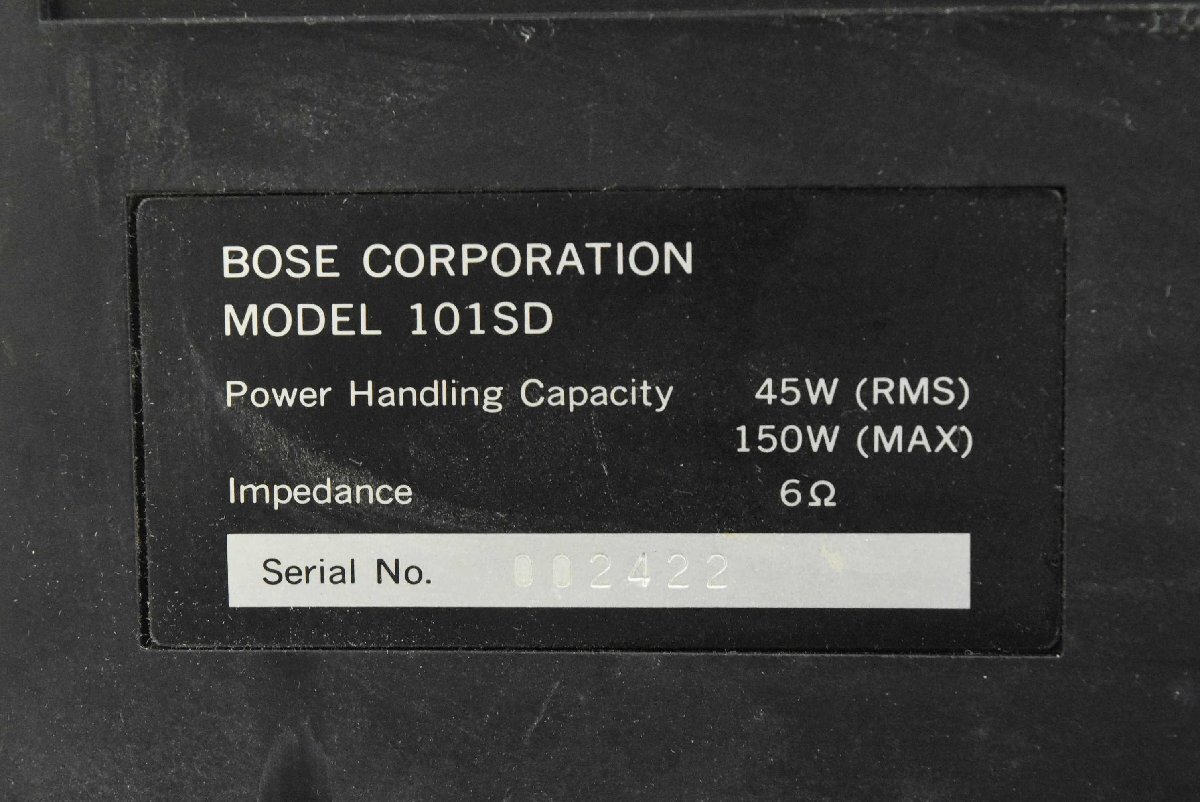 BOSE CORPORATION
MODEL 101SD
Power Handling Capacity 45W (RMS)
150W (MAX)
Impedance 6Ω
Serial No. 002422